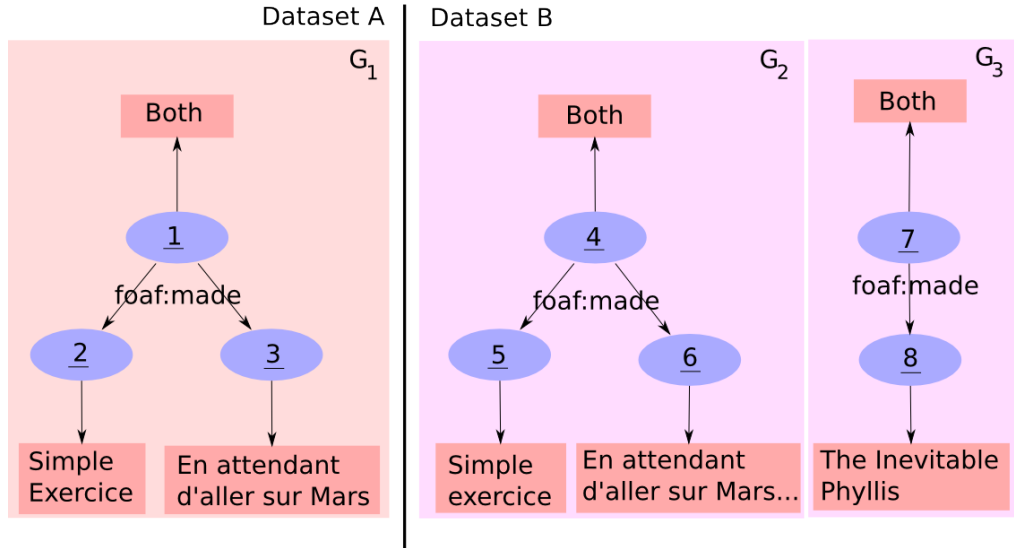 Dataset A
Dataset B
G1
Both
1
foaf:made
2
3
Simple
Exercice
En attendant
d'aller sur Mars
G2
Both
4
foaf:made
5
6
Simple
exercice
En attendant
d'aller sur Mars...
G3
Both
7
foaf:made
8
The Inevitable
Phyllis